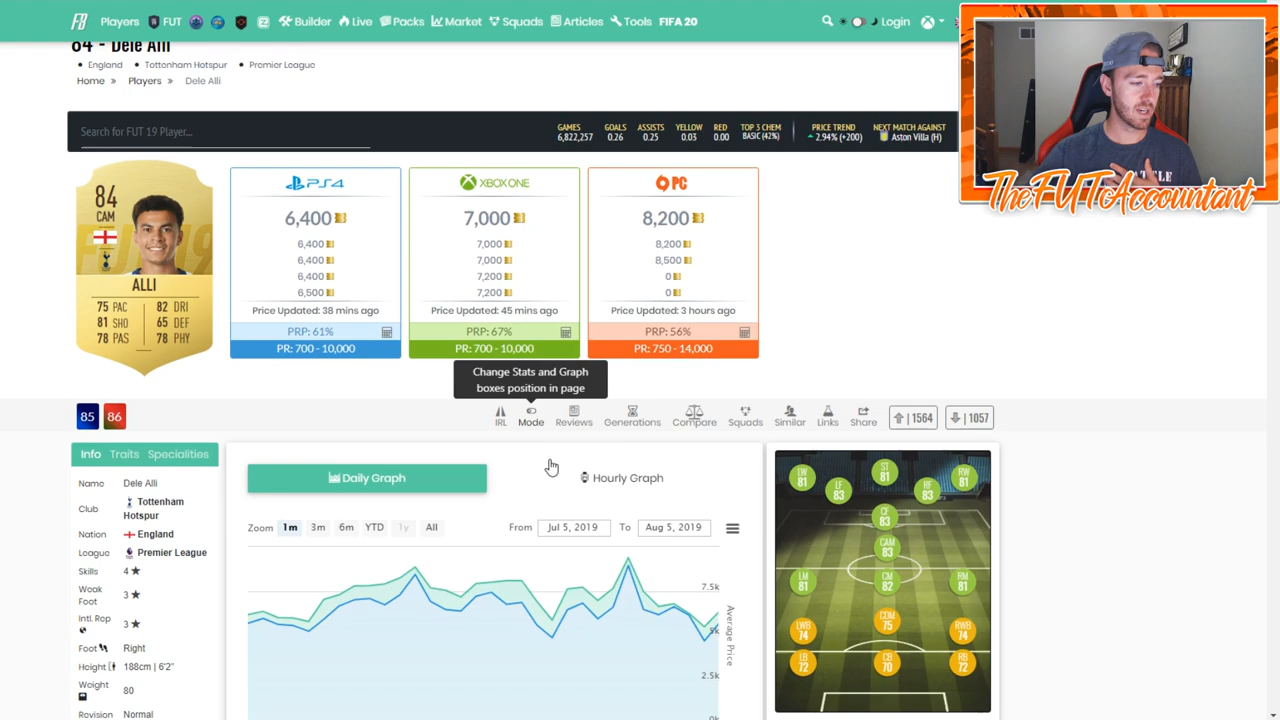 FB Players FUT Builder Live Packs Market Squads Articles Tools FIFA 20 Login
84 - Dele Alli
England Tottenham Hotspur Premier League
Home » Players » Dele Alli
Search for FUT 19 Player...
GAMES GOALS ASSISTS YELLOW RED TOP 3 CHEM PRICE TREND NEXT MATCH AGAINST
6,822,257 0.26 0.25 0.03 0.00 BASIC (42%) 2.94% (+200) Aston Villa (H)
TheFUTAccountant
84
CAM
FUT19
ALLI
75 PAC 82 DRI
81 SHO 65 DEF
78 PAS 78 PHY
PS4
6,400
6,400
6,400
6,400
6,500
Price Updated: 38 mins ago
PRP: 61%
PR: 700 - 10,000
XBOX ONE
7,000
7,000
7,000
7,200
7,200
Price Updated: 45 mins ago
PRP: 67%
PR: 700 - 10,000
PC
8,200
8,200
8,500
0
0
Price Updated: 3 hours ago
PRP: 56%
PR: 750 - 14,000
Change Stats and Graph
boxes position in page
85 86
IRL Mode Reviews Generations Compare Squads Similar Links Share | 1564 | 1057
Info Traits Specialities
Name Dele Alli
Club Tottenham
Hotspur
Nation England
League Premier League
Skills 4★
Weak
Foot 3★
Intl. Rep 3★
Foot Right
Height 188cm | 6'2"
Weight 80
Revision Normal
Daily Graph Hourly Graph
Zoom 1m 3m 6m YTD 1y All From Jul 5, 2019 To Aug 5, 2019
7.5k
5k
2.5k
0k
Average Price
LW 81
LF 83
ST 81
RF 83
RW 81
CF 83
CAM 83
LM 81
CM 82
RM 81
LWB 74
CDM 75
RWB 74
LB 72
CB 70
RB 72